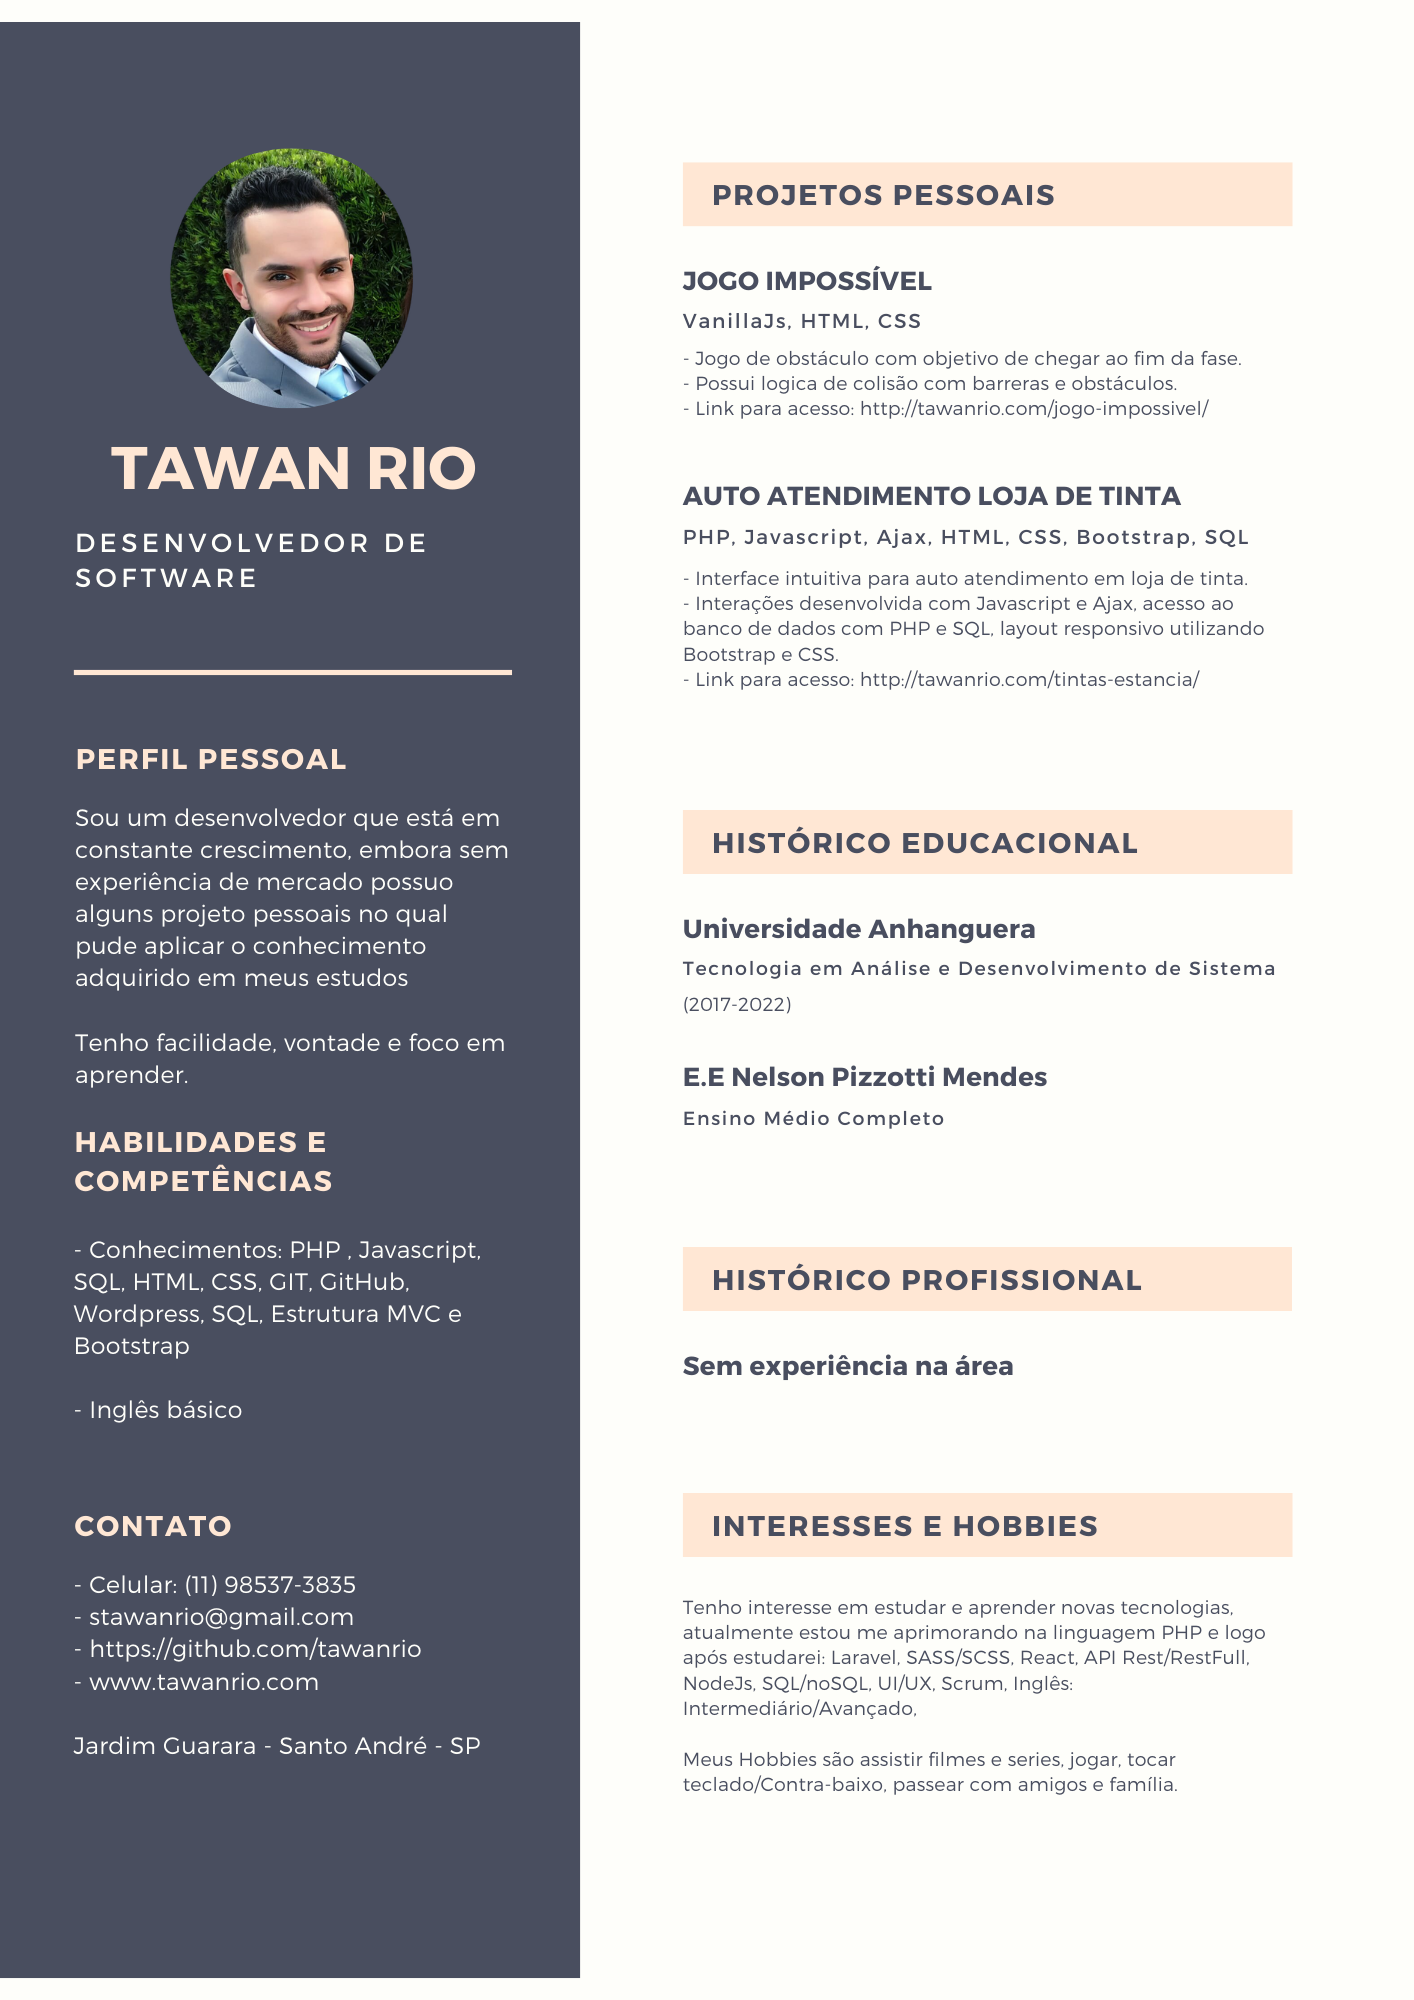 TAWAN RIO
DESENVOLVEDOR DE
SOFTWARE
PERFIL PESSOAL
Sou um desenvolvedor que está em
constante crescimento, embora sem
experiência de mercado possuo
alguns projeto pessoais no qual
pude aplicar o conhecimento
adquirido em meus estudos
Tenho facilidade, vontade e foco em
aprender.
HABILIDADES E
COMPETÊNCIAS
- Conhecimentos: PHP , Javascript,
SQL, HTML, CSS, GIT, GitHub,
Wordpress, SQL, Estrutura MVC e
Bootstrap
- Inglês básico
CONTATO
- Celular: (11) 98537-3835
- stawanrio@gmail.com
- https://github.com/tawanrio
- www.tawanrio.com
Jardim Guarara - Santo André - SP
PROJETOS PESSOAIS
JOGO IMPOSSÍVEL
VanillaJs, HTML, CSS
- Jogo de obstáculo com objetivo de chegar ao fim da fase.
- Possui logica de colisão com barreras e obstáculos.
- Link para acesso: http://tawanrio.com/jogo-impossivel/
AUTO ATENDIMENTO LOJA DE TINTA
PHP, Javascript, Ajax, HTML, CSS, Bootstrap, SQL
- Interface intuitiva para auto atendimento em loja de tinta.
- Interações desenvolvida com Javascript e Ajax, acesso ao
banco de dados com PHP e SQL, layout responsivo utilizando
Bootstrap e CSS.
- Link para acesso: http://tawanrio.com/tintas-estancia/
HISTÓRICO EDUCACIONAL
Universidade Anhanguera
Tecnologia em Análise e Desenvolvimento de Sistema
(2017-2022)
E.E Nelson Pizzotti Mendes
Ensino Médio Completo
HISTÓRICO PROFISSIONAL
Sem experiência na área
INTERESSES E HOBBIES
Tenho interesse em estudar e aprender novas tecnologias,
atualmente estou me aprimorando na linguagem PHP e logo
após estudarei: Laravel, SASS/SCSS, React, API Rest/RestFull,
NodeJs, SQL/noSQL, UI/UX, Scrum, Inglês:
Intermediário/Avançado,
Meus Hobbies são assistir filmes e series, jogar, tocar
teclado/Contra-baixo, passear com amigos e família.